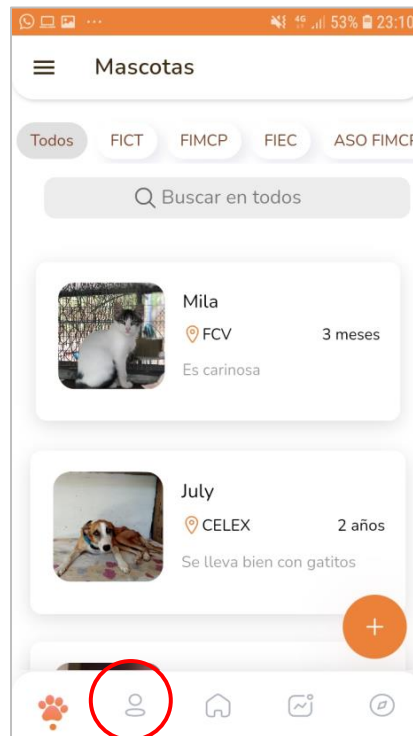 53% 23:10
Mascotas
Todos FICT FIMCP FIEC ASO FIMCP
Buscar en todos
Mila
FCV 3 meses
Es carinosa
July
CELEX 2 años
Se lleva bien con gatitos